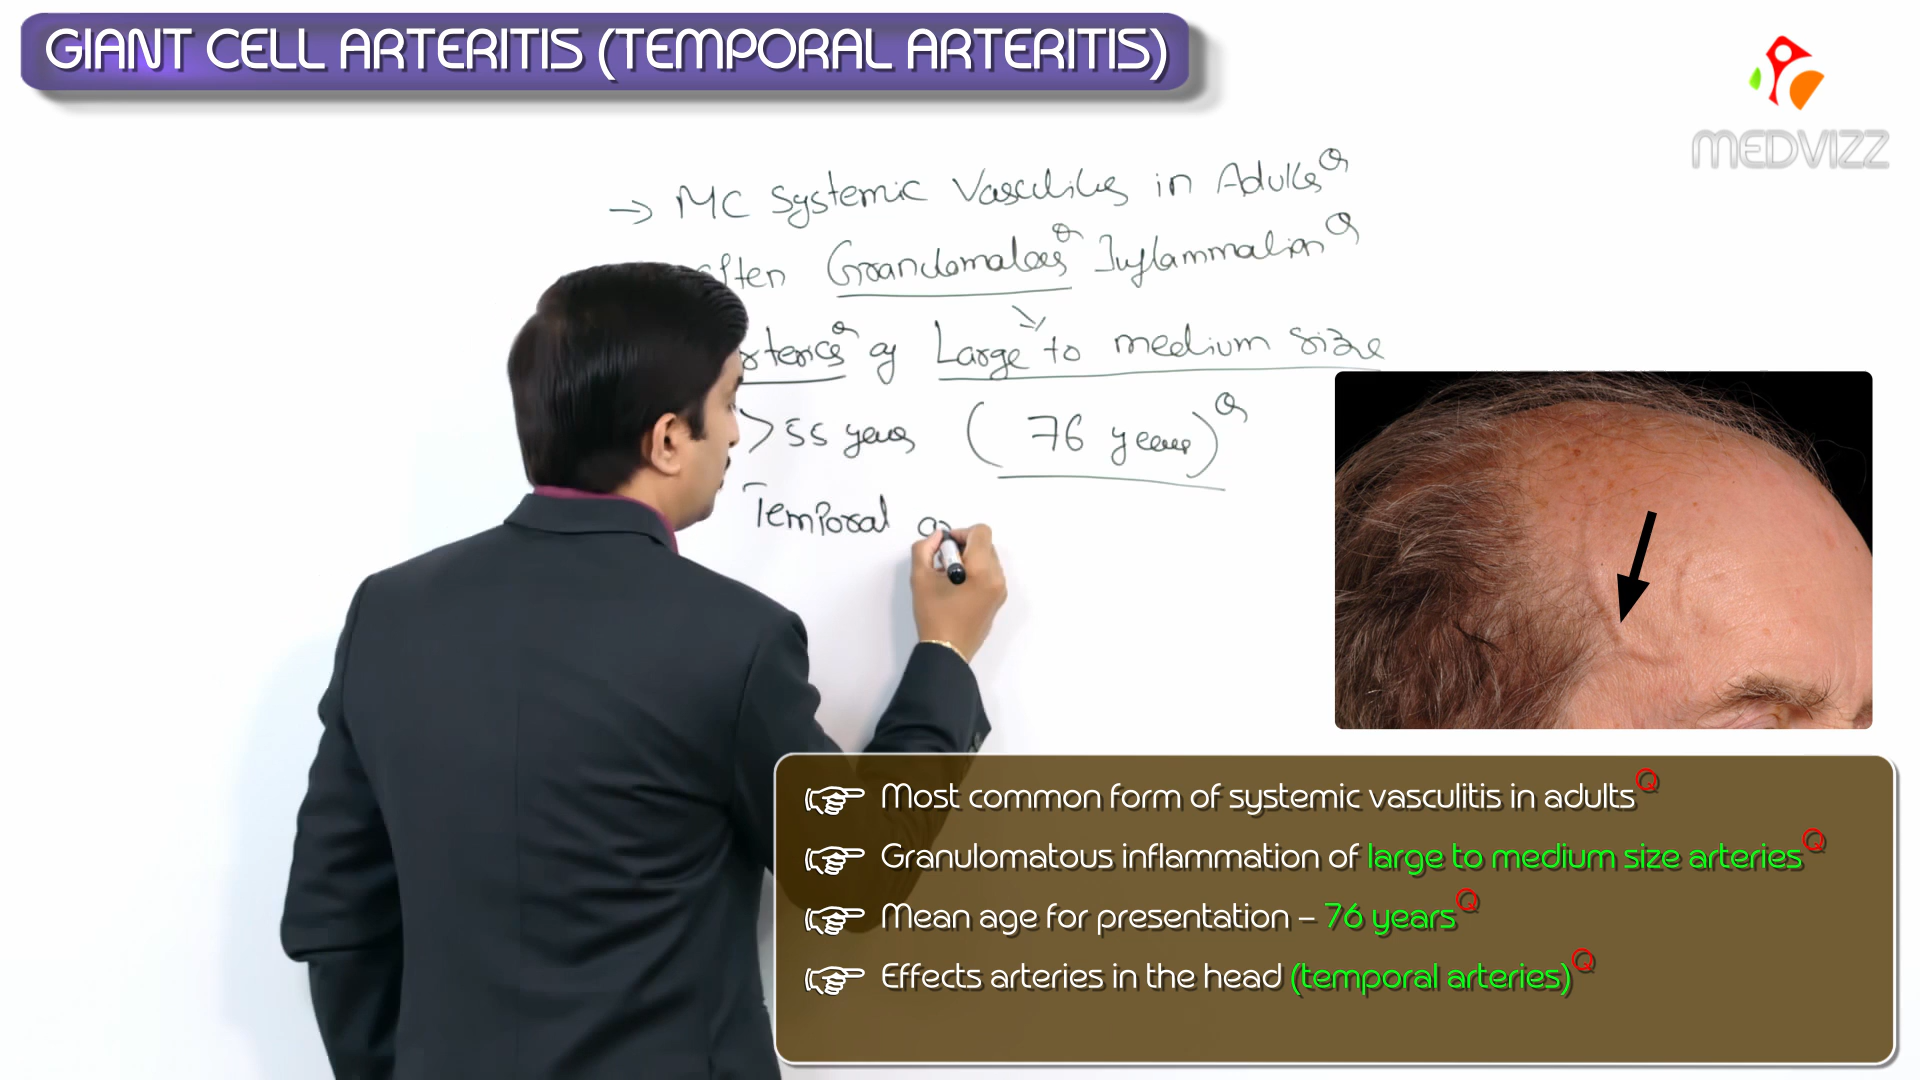 GIANT CELL ARTERITIS (TEMPORAL ARTERITIS)
MEDVIZZ
→ MC Systemic Vasculitis in Adults Q
often Granulomatous Q Inflammation Q
Q of Large to medium size
>55 years (76 years) Q
Temporal
Most common form of systemic vasculitis in adults Q
Granulomatous inflammation of large to medium size arteries Q
Mean age for presentation – 76 years Q
Effects arteries in the head (temporal arteries) Q